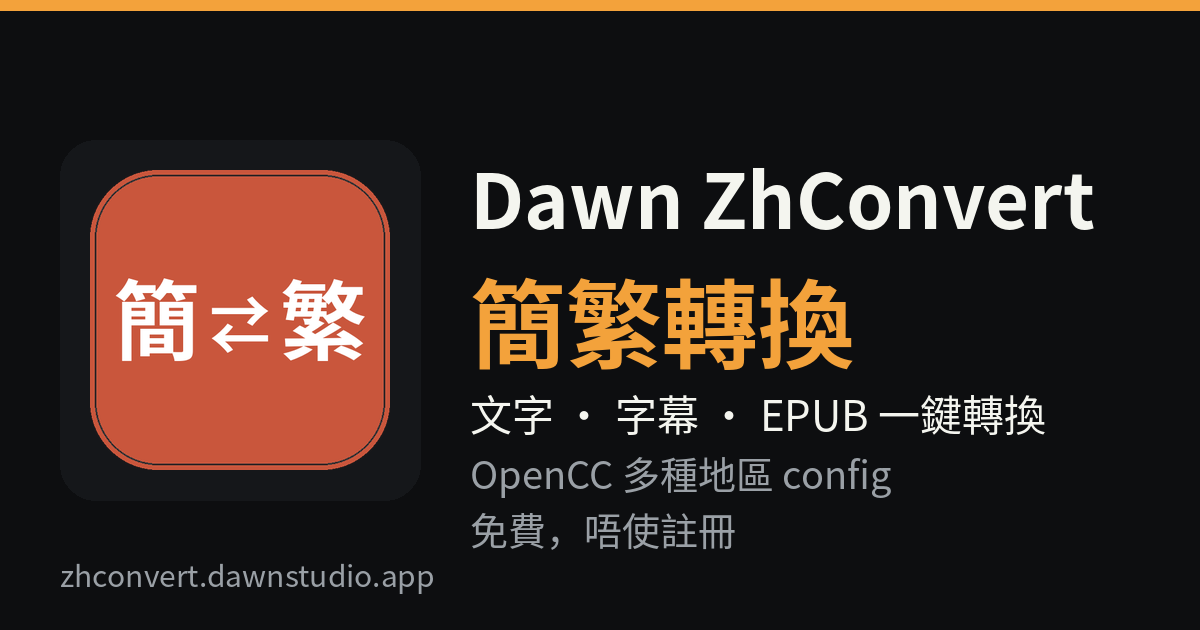 簡⇄繁
Dawn ZhConvert
簡繁轉換
文字 · 字幕 · EPUB 一鍵轉換
OpenCC 多種地區 config
免費，唔使註冊
zhconvert.dawnstudio.app